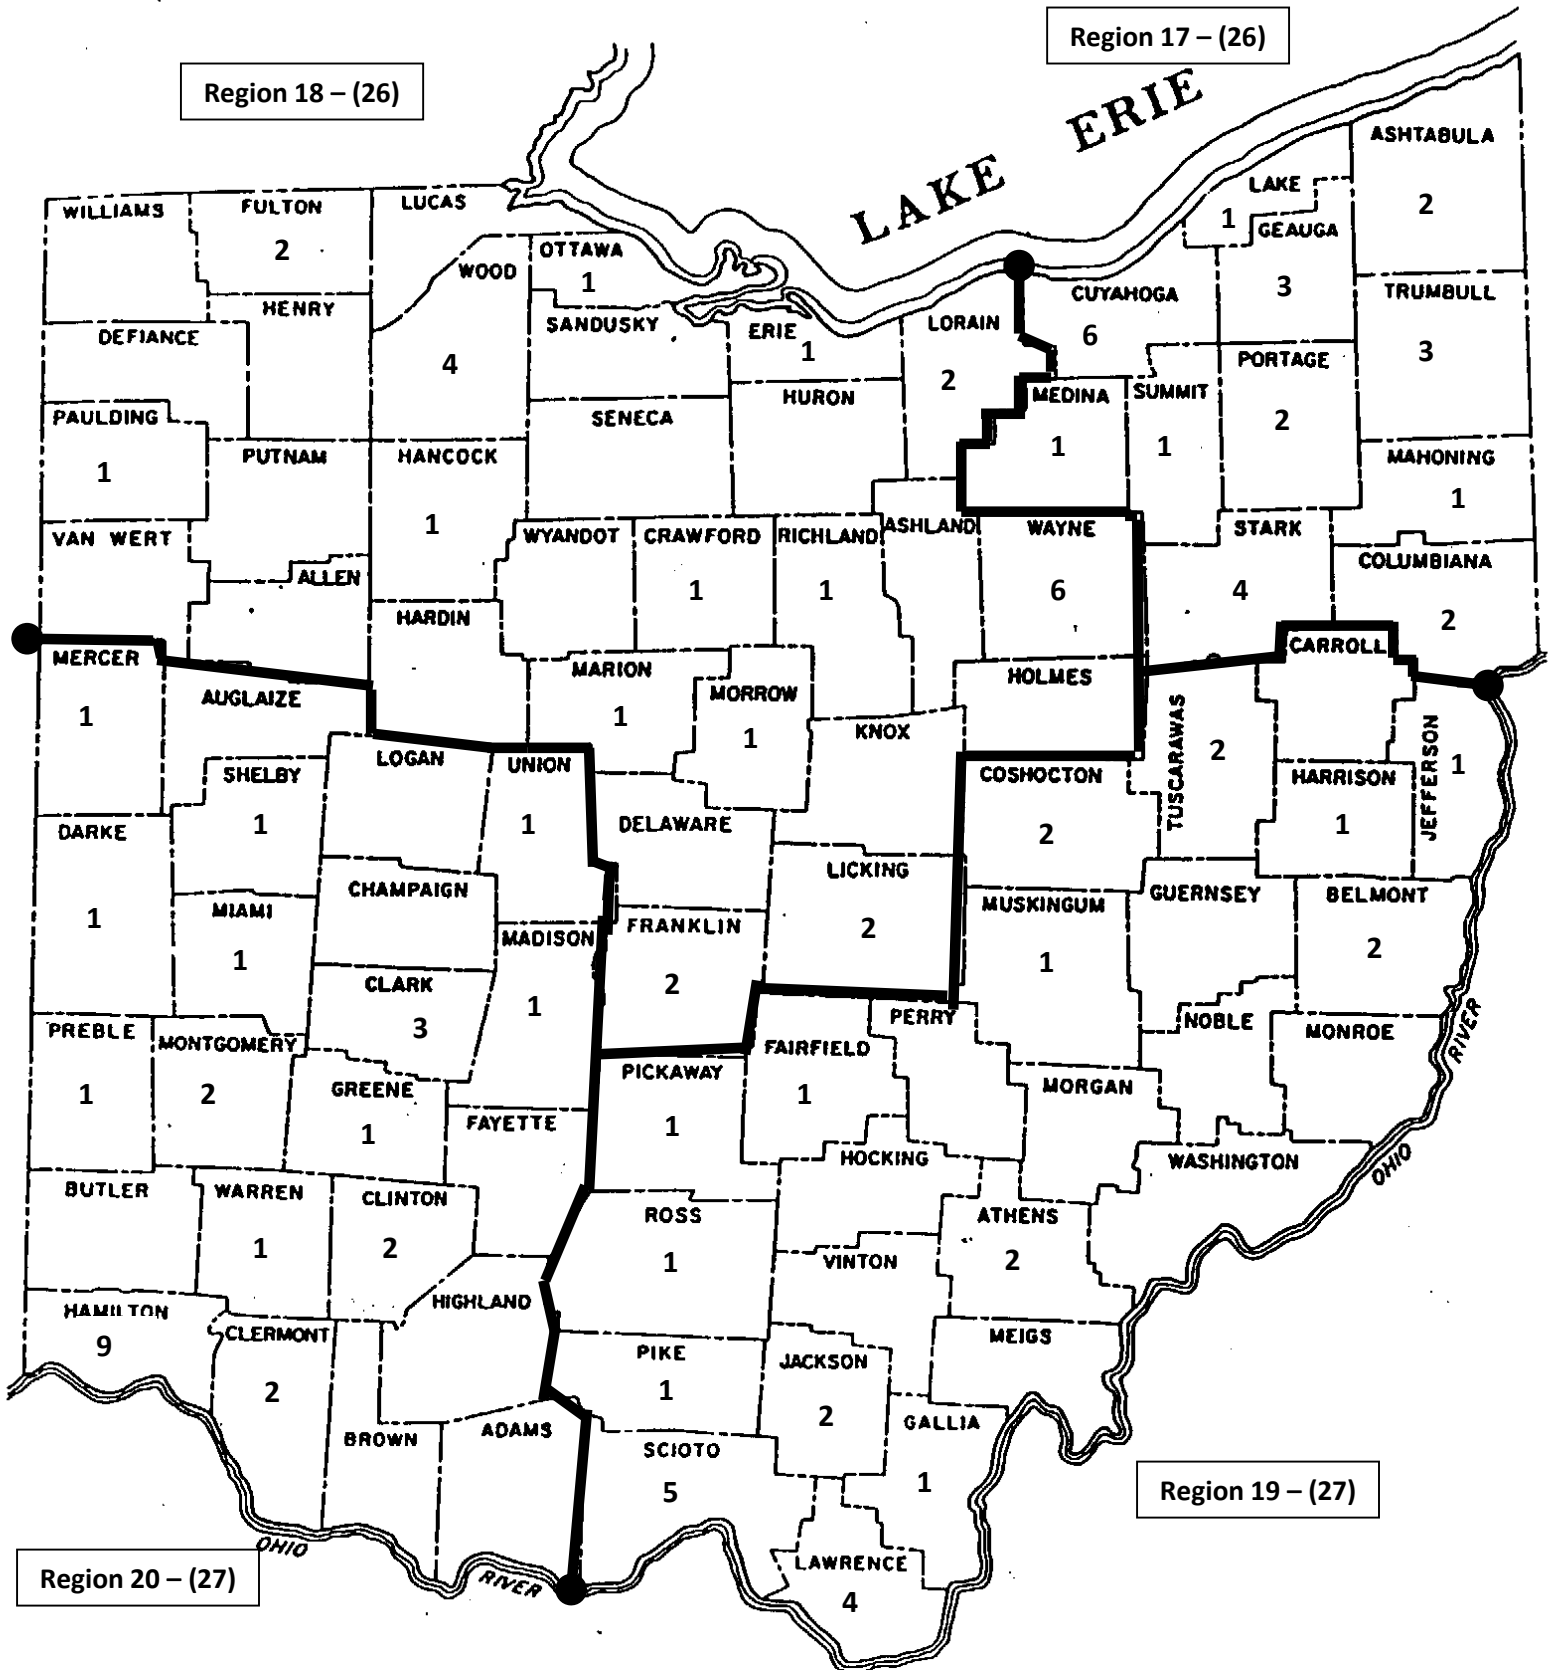 Region 17 – (26)
Region 18 – (26)
LAKE ERIE
ASHTABULA
2
LAKE
1
GEAUGA
3
WILLIAMS
FULTON
2
LUCAS
OTTAWA
1
WOOD
4
HENRY
CUYAHOGA
6
TRUMBULL
3
DEFIANCE
SANDUSKY
ERIE
1
LORAIN
2
PORTAGE
2
PAULDING
1
SENECA
HURON
MEDINA
1
SUMMIT
1
PUTNAM
HANCOCK
1
MAHONING
1
VAN WERT
WYANDOT
CRAWFORD
1
RICHLAND
1
ASHLAND
WAYNE
6
STARK
4
COLUMBIANA
2
ALLEN
HARDIN
CARROLL
MERCER
1
AUGLAIZE
MARION
1
MORROW
1
HOLMES
KNOX
TUSCARAWAS
2
JEFFERSON
1
LOGAN
UNION
1
SHELBY
1
COSHOCTON
2
HARRISON
1
DARKE
1
DELAWARE
LICKING
2
CHAMPAIGN
MIAMI
1
MUSKINGUM
1
GUERNSEY
BELMONT
2
MADISON
1
FRANKLIN
2
CLARK
3
PREBLE
1
MONTGOMERY
2
PERRY
NOBLE
MONROE
RIVER
FAIRFIELD
1
PICKAWAY
1
GREENE
1
MORGAN
FAYETTE
HOCKING
WASHINGTON
OHIO
BUTLER
WARREN
1
CLINTON
2
ROSS
1
ATHENS
2
VINTON
HIGHLAND
HAMILTON
9
CLERMONT
2
PIKE
1
JACKSON
2
MEIGS
BROWN
ADAMS
SCIOTO
5
GALLIA
1
Region 19 – (27)
OHIO
RIVER
LAWRENCE
4
Region 20 – (27)